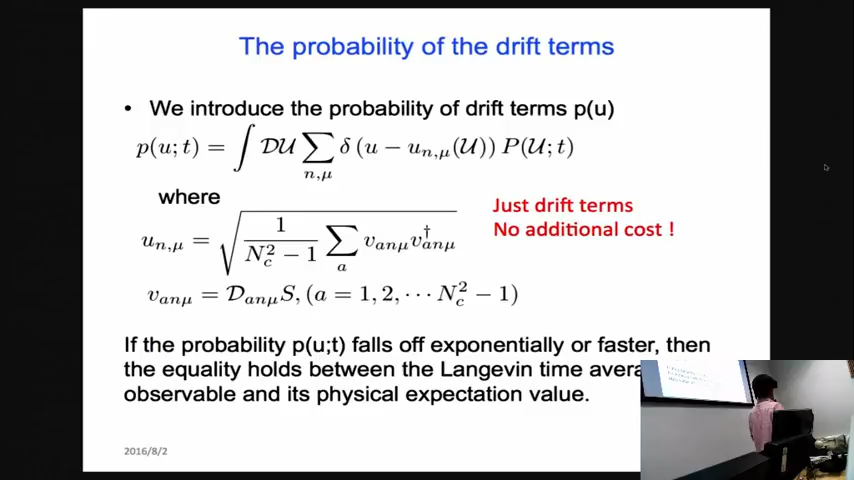 The probability of the drift terms
• We introduce the probability of drift terms p(u)
p(u; t) = ∫ 𝒟𝒰 ∑_{n,μ} δ (u − u_{n,μ}(𝒰)) P(𝒰; t)
where
Just drift terms
No additional cost !
u_{n,μ} = √( 1/(N_c^2 − 1) ∑_a v_{anμ} v_{anμ}^† )
v_{anμ} = 𝒟_{anμ}S, (a = 1, 2, ⋯ N_c^2 − 1)
If the probability p(u;t) falls off exponentially or faster, then
the equality holds between the Langevin time avera
observable and its physical expectation value.
2016/8/2